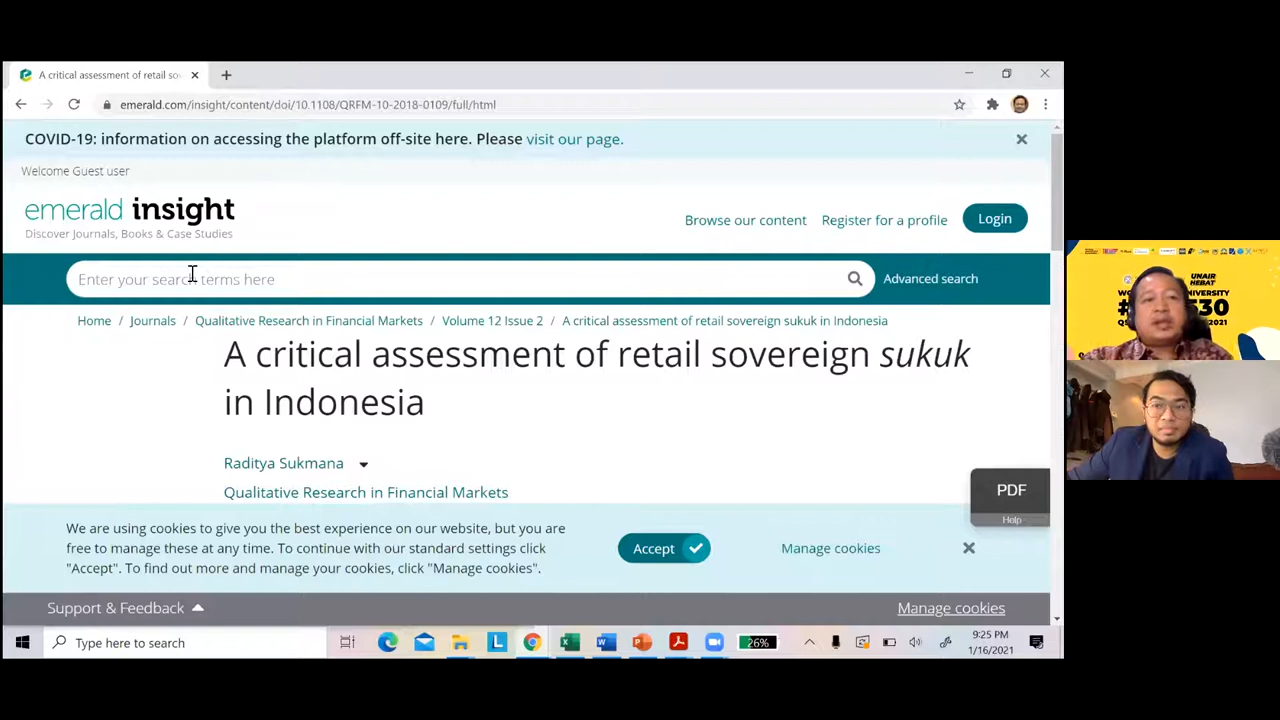 A critical assessment of retail so
emerald.com/insight/content/doi/10.1108/QRFM-10-2018-0109/full/html
COVID-19: information on accessing the platform off-site here. Please visit our page.
Welcome Guest user
emerald insight
Discover Journals, Books & Case Studies
Browse our content
Register for a profile
Login
Enter your search terms here
Advanced search
Home / Journals / Qualitative Research in Financial Markets / Volume 12 Issue 2 / A critical assessment of retail sovereign sukuk in Indonesia
A critical assessment of retail sovereign sukuk
in Indonesia
Raditya Sukmana
Qualitative Research in Financial Markets
PDF
Help
We are using cookies to give you the best experience on our website, but you are
free to manage these at any time. To continue with our standard settings click
"Accept". To find out more and manage your cookies, click "Manage cookies".
Accept
Manage cookies
Support & Feedback
Manage cookies
Type here to search
26%
9:25 PM
1/16/2021
UNAIR
HEBAT